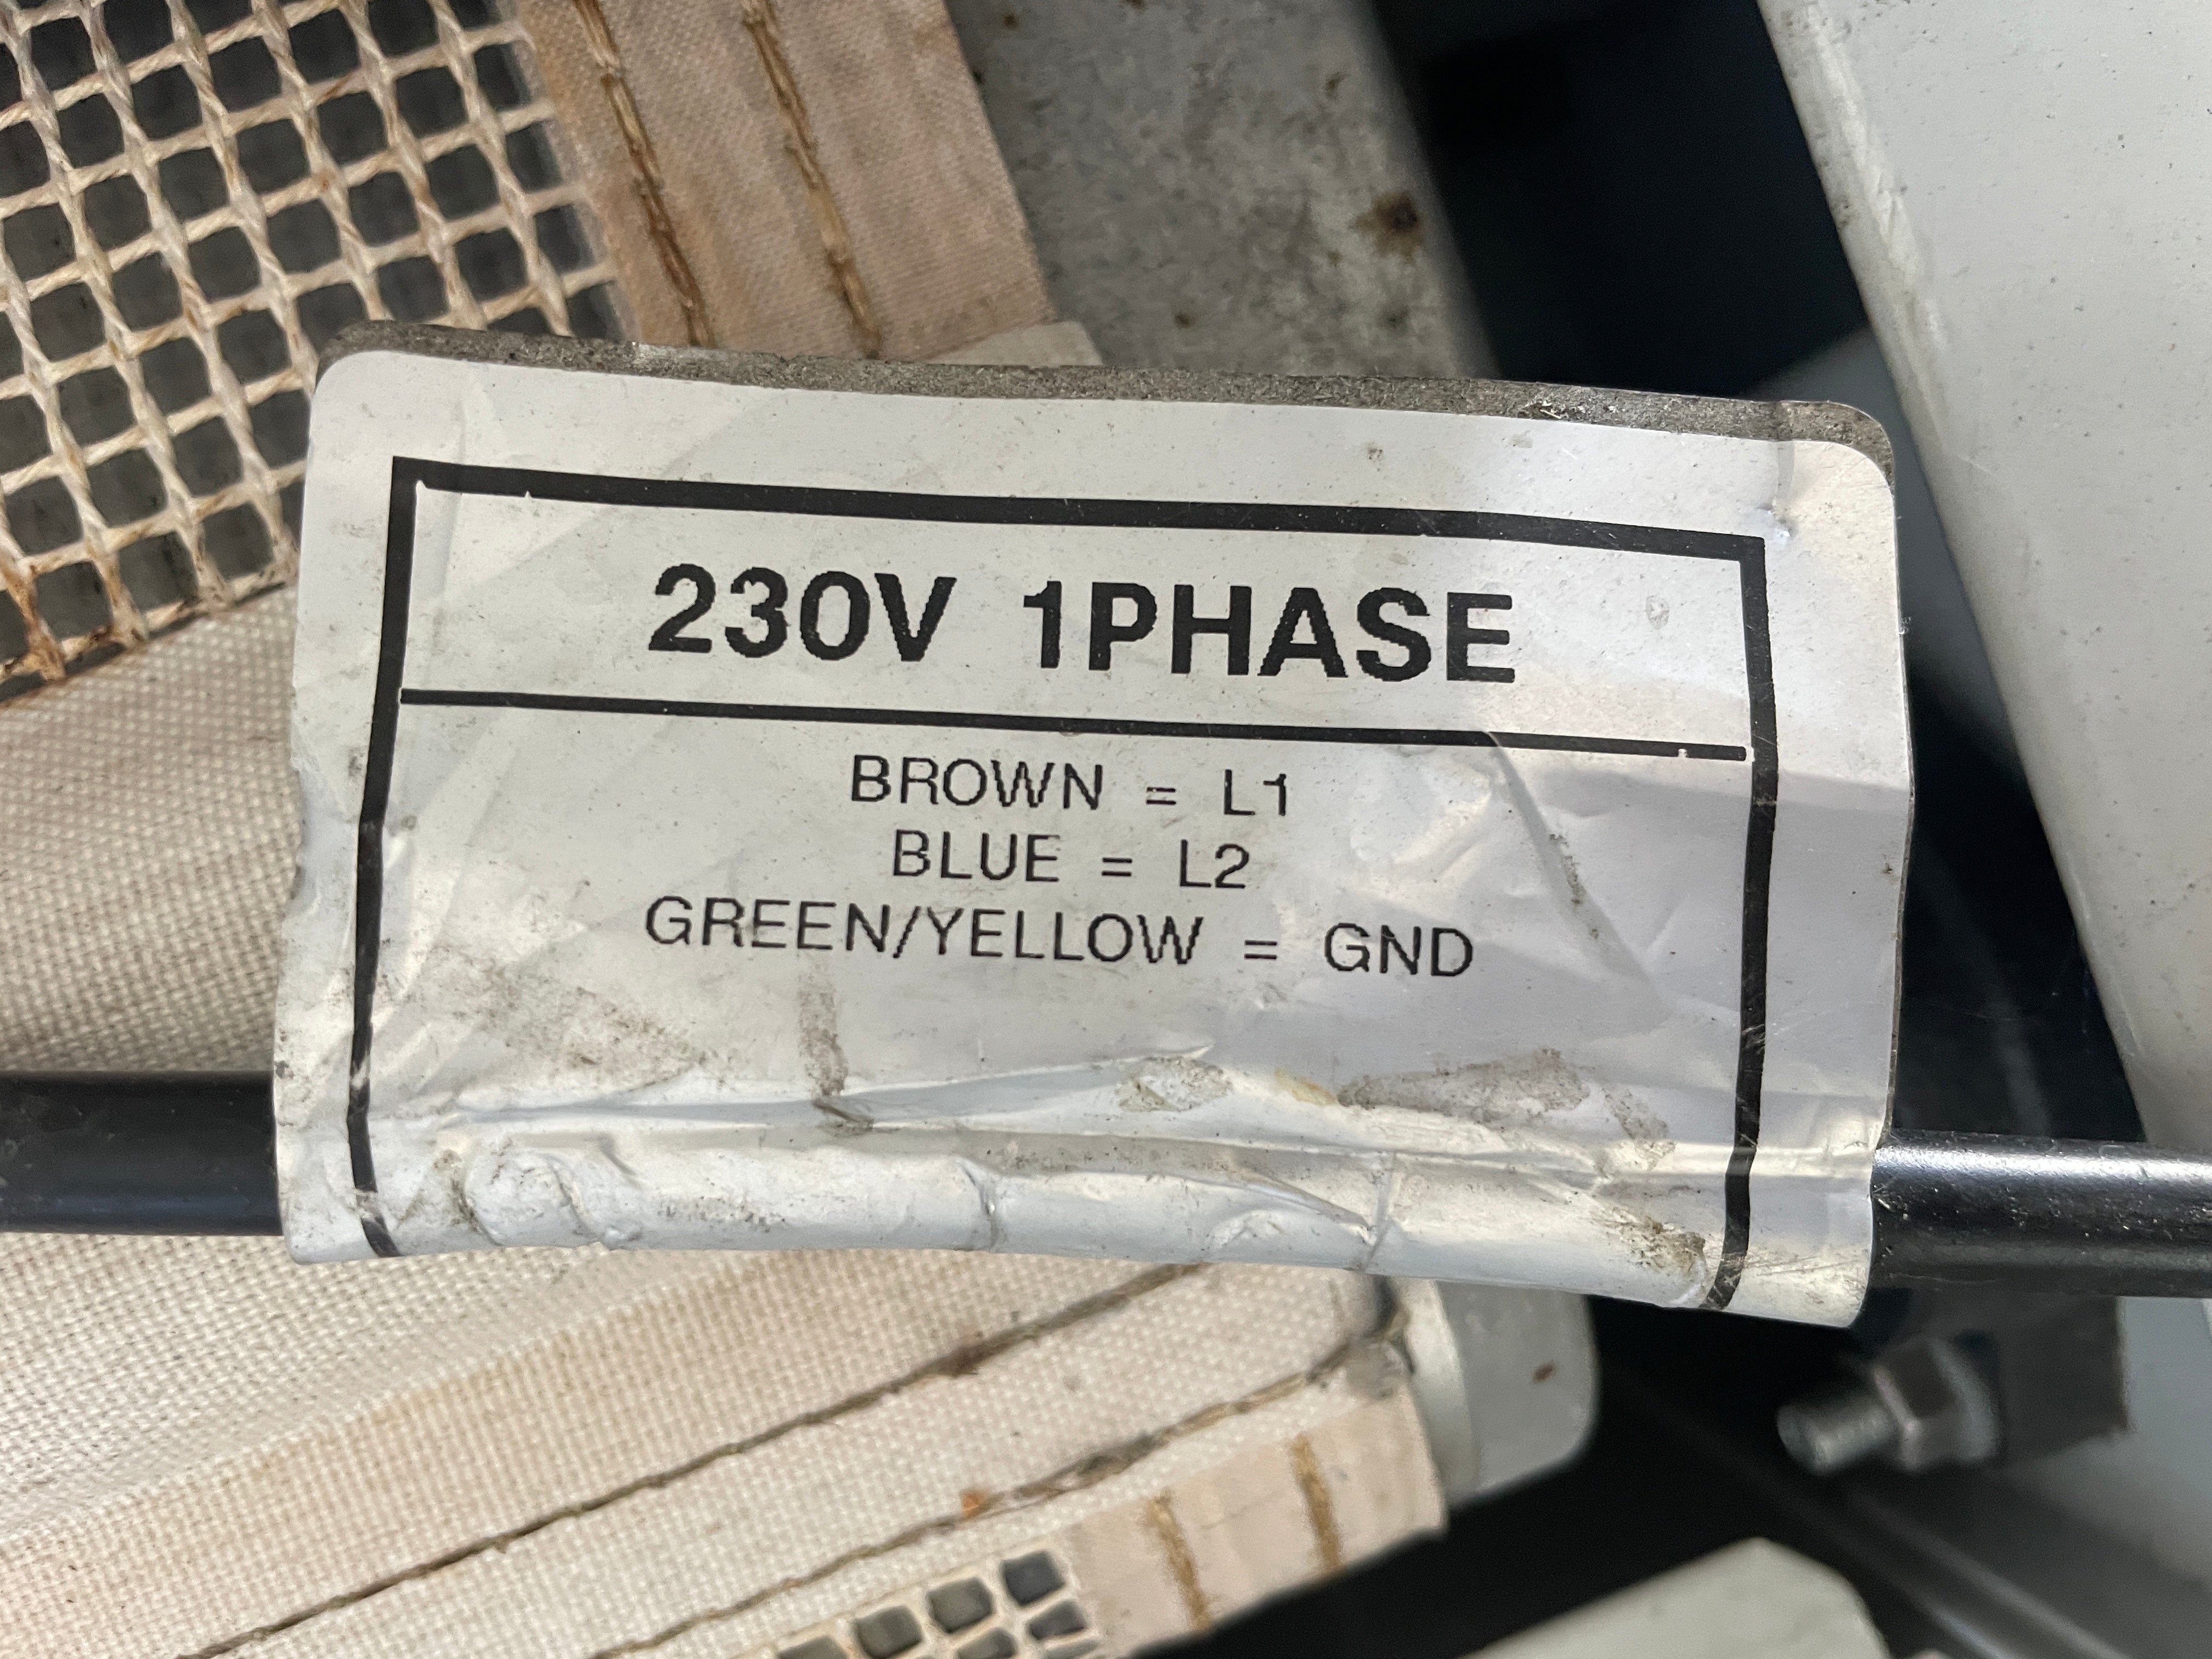 230V 1PHASE
BROWN = L1
BLUE = L2
GREEN/YELLOW = GND